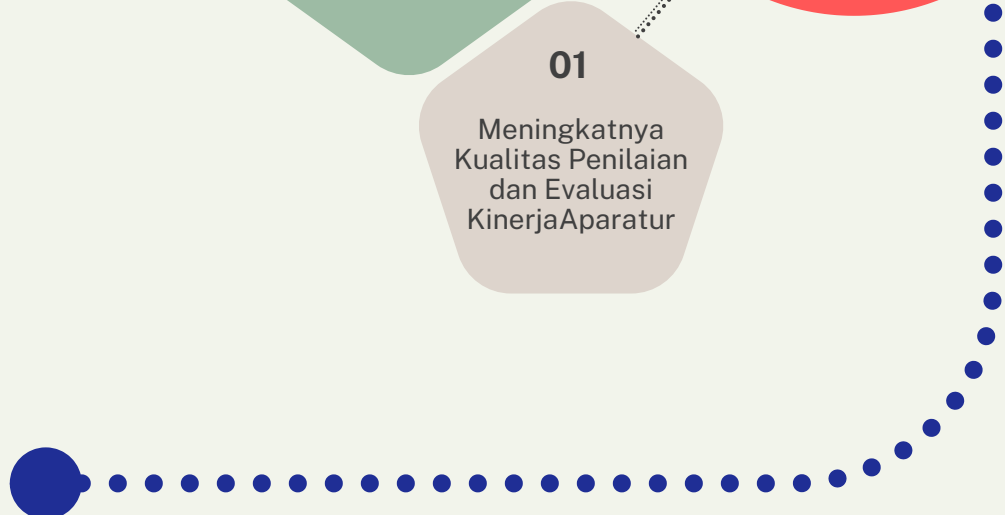 01
Meningkatnya
Kualitas Penilaian
dan Evaluasi
KinerjaAparatur